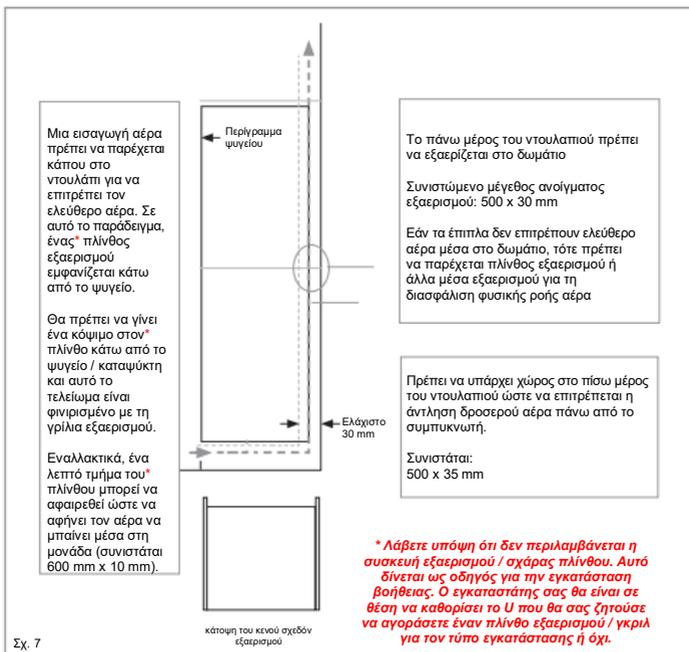 Μια εισαγωγή αέρα
πρέπει να παρέχεται
κάπου στο
ντουλάπι για να
επιτρέπει τον
ελεύθερο αέρα. Σε
αυτό το παράδειγμα,
ένας* πλίνθος
εξαερισμού
εμφανίζεται κάτω
από το ψυγείο.
Θα πρέπει να γίνει
ένα κόψιμο στον*
πλίνθο κάτω από το
ψυγείο / καταψύκτη
και αυτό το
τελείωμα είναι
φινιρισμένο με τη
γρίλια εξαερισμού.
Εναλλακτικά, ένα
λεπτό τμήμα του*
πλίνθου μπορεί να
αφαιρεθεί ώστε να
αφήνει τον αέρα να
μπαίνει μέσα στη
μονάδα (συνιστάται
600 mm x 10 mm).
Περίγραμμα
ψυγείου
Ελάχιστο
30 mm
κάτοψη του κενού σχεδόν
εξαερισμού
Το πάνω μέρος του ντουλαπιού πρέπει
να εξαερίζεται στο δωμάτιο
Συνιστώμενο μέγεθος ανοίγματος
εξαερισμού: 500 x 30 mm
Εάν τα έπιπλα δεν επιτρέπουν ελεύθερο
αέρα μέσα στο δωμάτιο, τότε πρέπει
να παρέχεται πλίνθος εξαερισμού ή
άλλα μέσα εξαερισμού για τη
διασφάλιση φυσικής ροής αέρα
Πρέπει να υπάρχει χώρος στο πίσω μέρος
του ντουλαπιού ώστε να επιτρέπεται η
άντληση δροσερού αέρα πάνω από το
συμπυκνωτή.
Συνιστάται:
500 x 35 mm
* Λάβετε υπόψη ότι δεν περιλαμβάνεται η
συσκευή εξαερισμού / σχάρας πλίνθου. Αυτό
δίνεται ως οδηγός για την εγκατάσταση
βοήθειας. Ο εγκαταστάτης σας θα είναι σε
θέση να καθορίσει το U που θα σας ζητούσε
να αγοράσετε έναν πλίνθο εξαερισμού / γκριλ
για τον τύπο εγκατάστασης ή όχι.
Σχ. 7